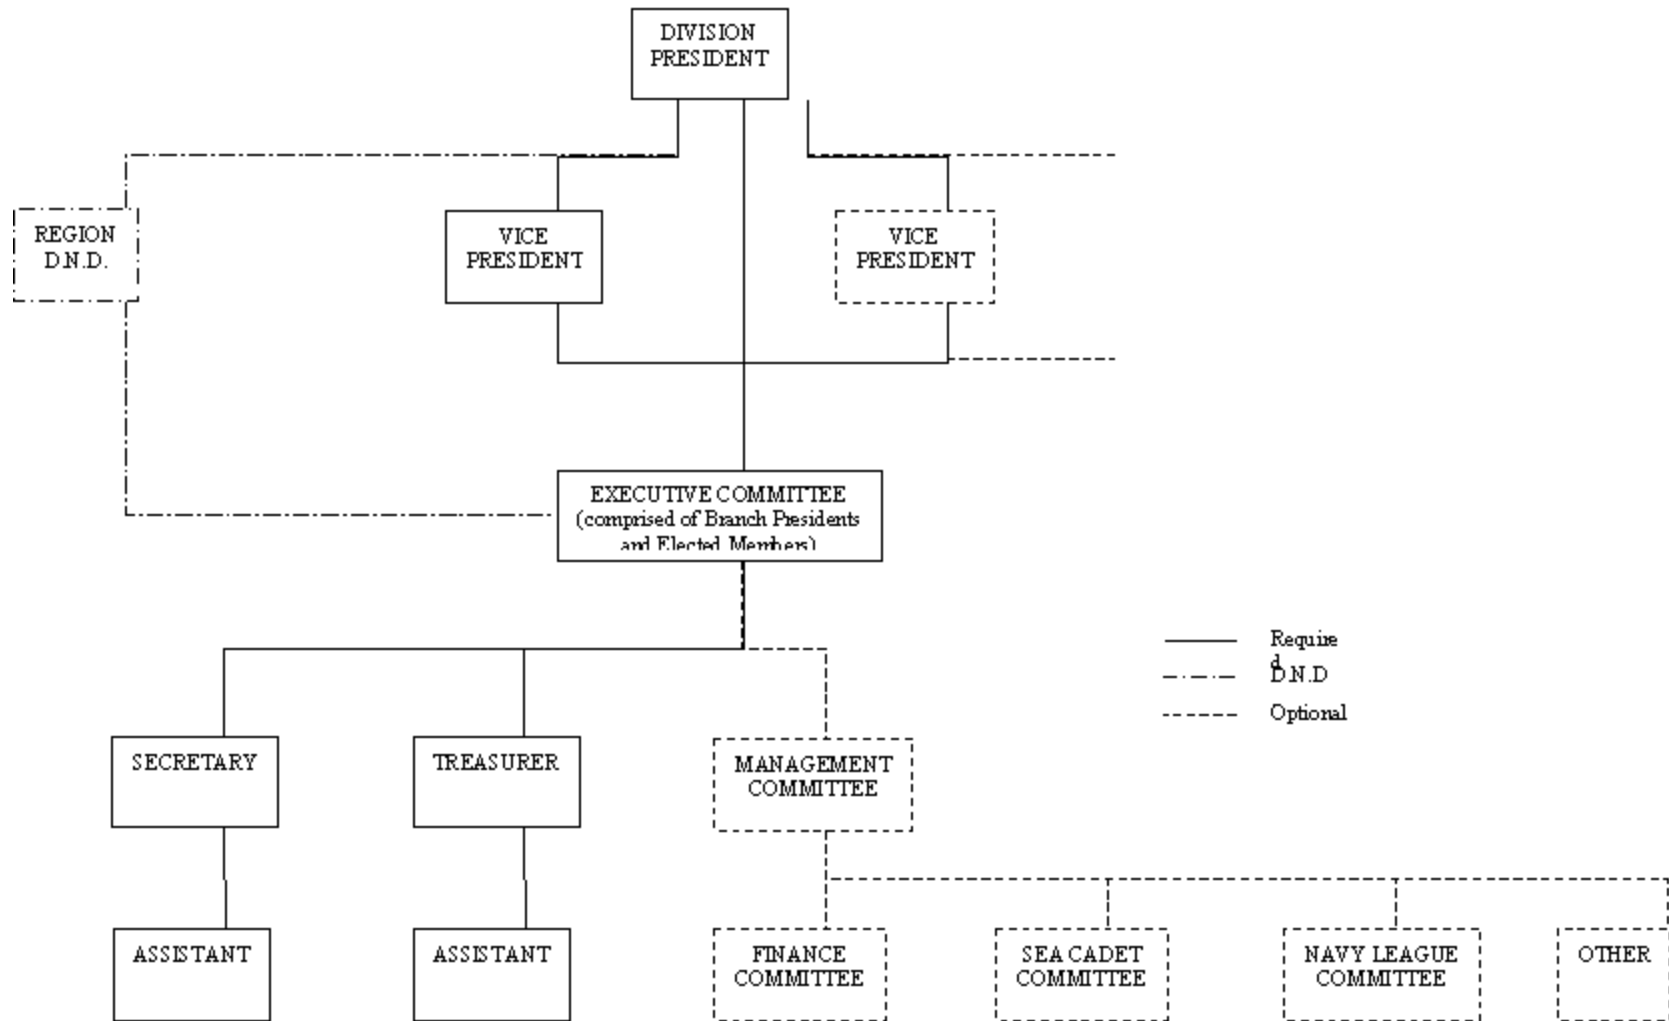 DIVISION
PRESIDENT
REGION
D.N.D.
VICE
PRESIDENT
VICE
PRESIDENT
EXECUTIVE COMMITTEE
(comprised of Branch Presidents
and Elected Members)
Require
d
D.N.D
Optional
SECRETARY
TREASURER
MANAGEMENT
COMMITTEE
ASSISTANT
ASSISTANT
FINANCE
COMMITTEE
SEA CADET
COMMITTEE
NAVY LEAGUE
COMMITTEE
OTHER